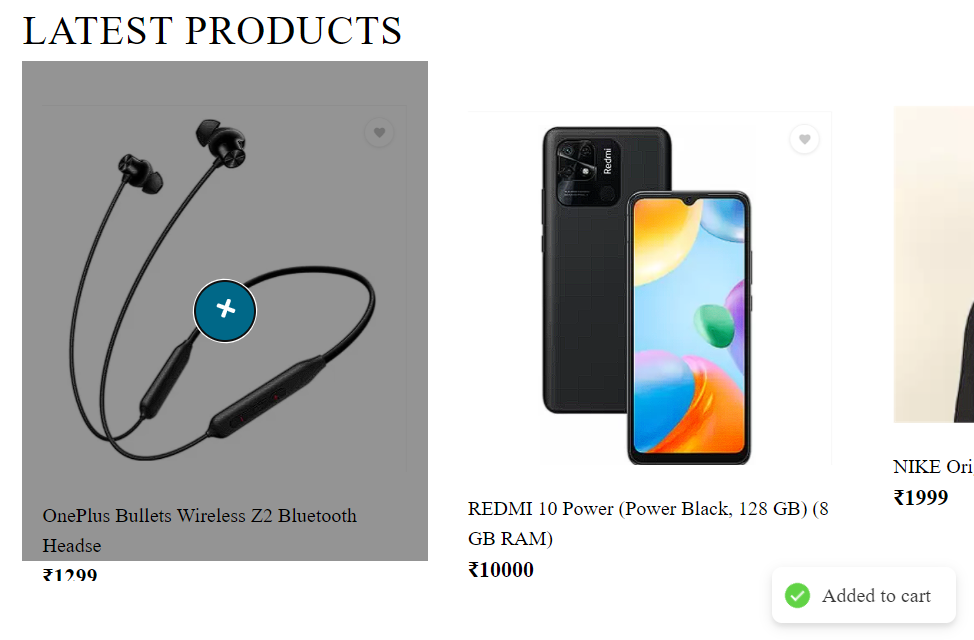 LATEST PRODUCTS
Redmi
OnePlus Bullets Wireless Z2 Bluetooth
Headse
₹1299
REDMI 10 Power (Power Black, 128 GB) (8
GB RAM)
₹10000
NIKE Ori
₹1999
Added to cart